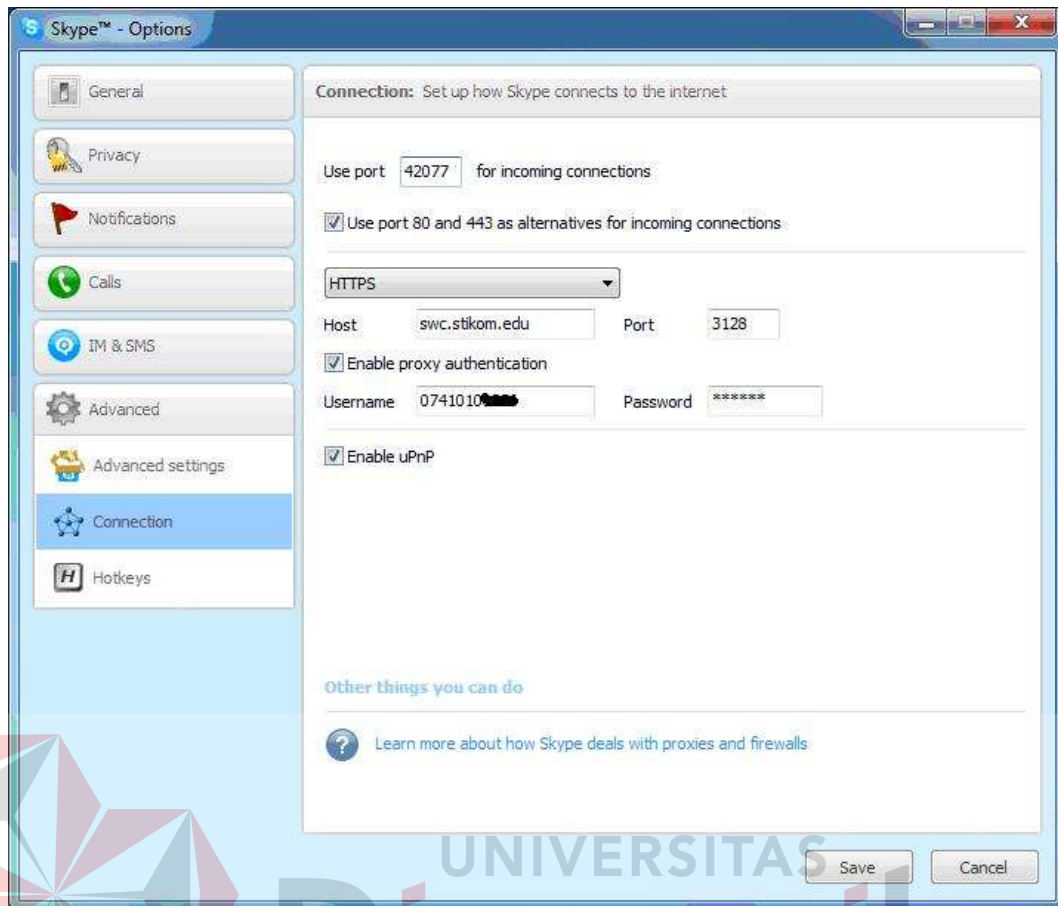 Skype™ - Options
General
Privacy
Notifications
Calls
IM & SMS
Advanced
Advanced settings
Connection
Hotkeys
Connection: Set up how Skype connects to the internet
Use port 42077 for incoming connections
Use port 80 and 443 as alternatives for incoming connections
HTTPS
Host swc.stikom.edu Port 3128
Enable proxy authentication
Username 0741010 Password ******
Enable uPnP
Other things you can do
Learn more about how Skype deals with proxies and firewalls
UNIVERSITAS
Save Cancel